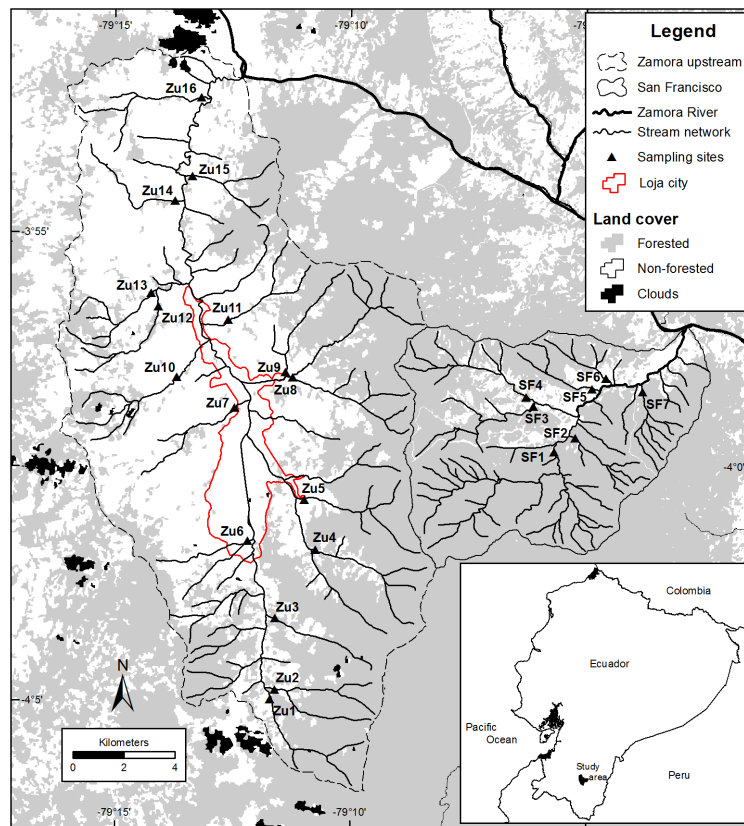 -79°15'
-79°10'
-79°
Legend
Zamora upstream
San Francisco
Zamora River
Stream network
Sampling sites
Loja city
Land cover
Forested
Non-forested
Clouds
Zu16
Zu15
Zu14
-3°55'
Zu13
Zu12
Zu11
Zu10
Zu9
Zu8
Zu7
SF4
SF6
SF5
SF7
SF3
SF2
SF1
-4°0'
Zu5
Zu6
Zu4
Zu3
Zu2
Zu1
-4°5'
N
Kilometers
0 2 4
Colombia
Ecuador
Pacific
Ocean
Study
area
Peru
-79°15'
-79°10'